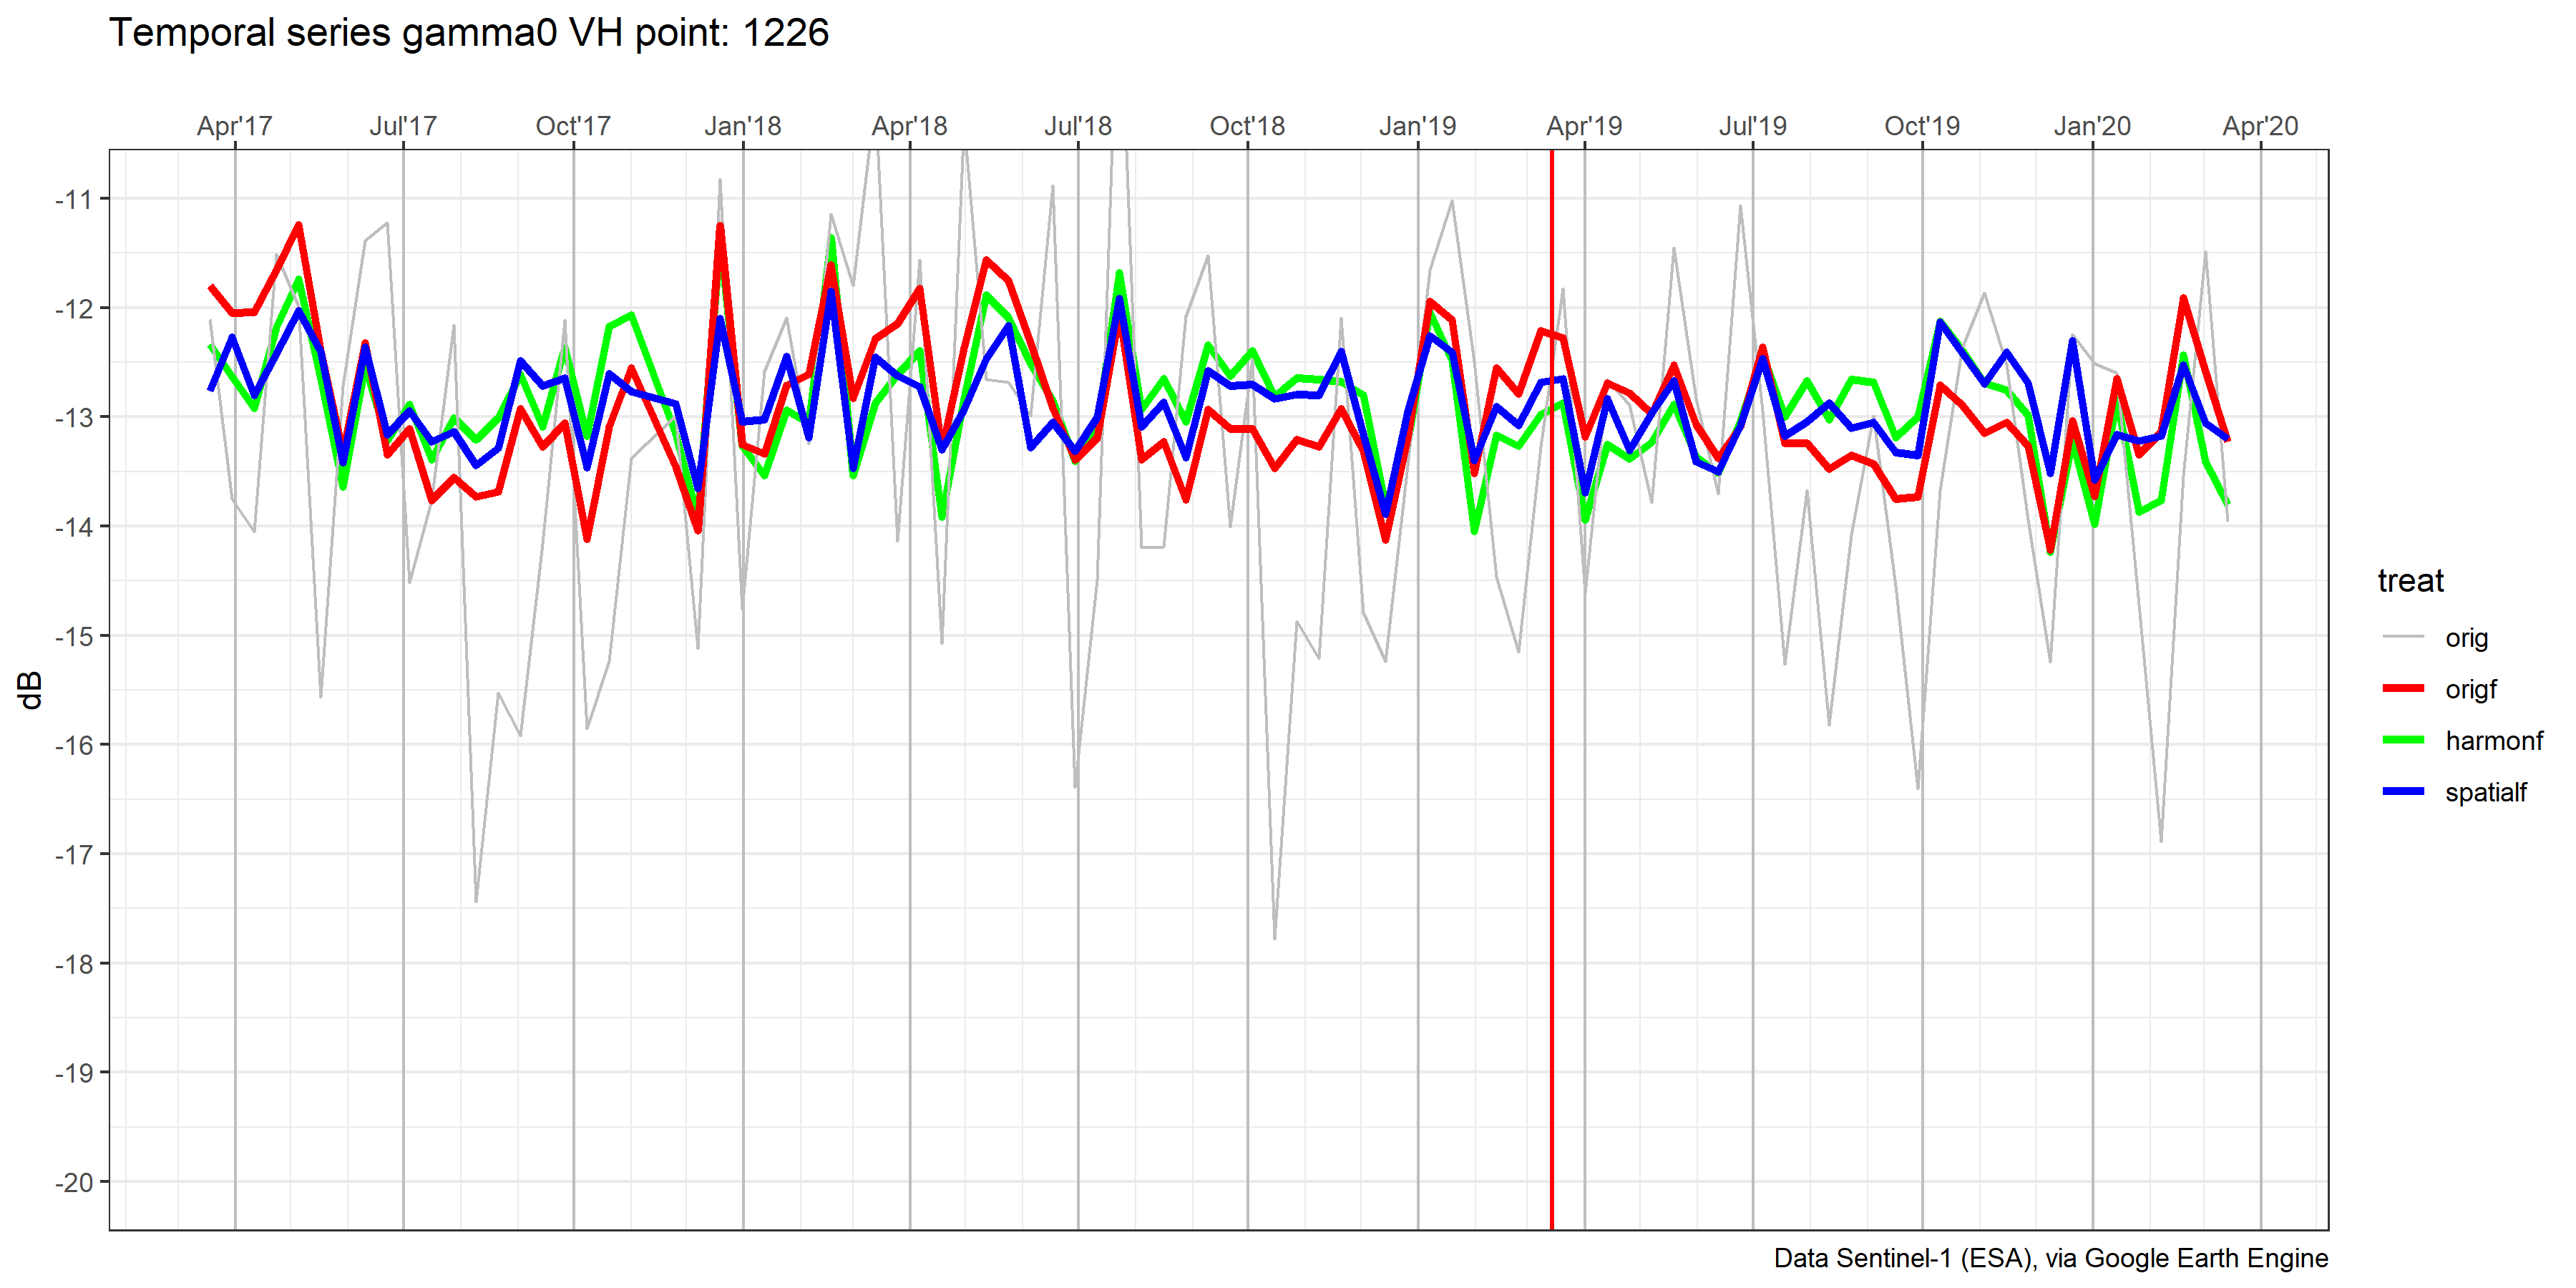 Temporal series gamma0 VH point: 1226
Apr'17 Jul'17 Oct'17 Jan'18 Apr'18 Jul'18 Oct'18 Jan'19 Apr'19 Jul'19 Oct'19 Jan'20 Apr'20
-11
-12
-13
-14
-15
-16
-17
-18
-19
-20
dB
treat
orig
origf
harmonf
spatialf
Data Sentinel-1 (ESA), via Google Earth Engine